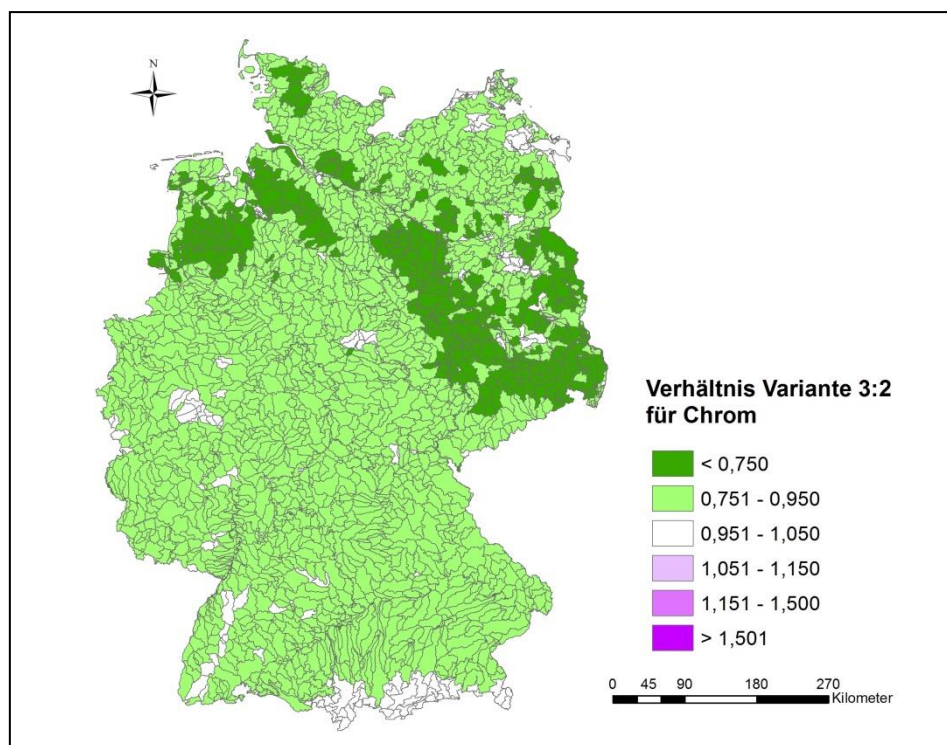 N
Verhältnis Variante 3:2
für Chrom
< 0,750
0,751 - 0,950
0,951 - 1,050
1,051 - 1,150
1,151 - 1,500
> 1,501
0 45 90 180 270
Kilometer